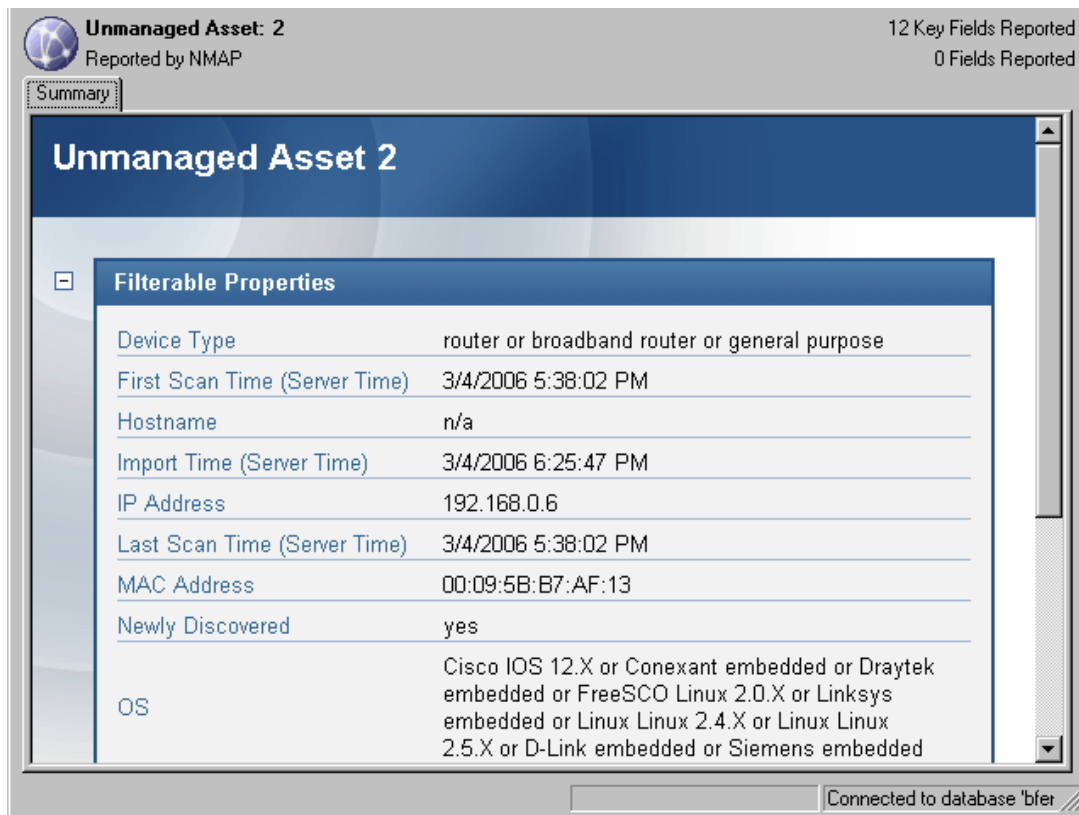 Unmanaged Asset: 2
12 Key Fields Reported
Reported by NMAP
0 Fields Reported
Summary
Unmanaged Asset 2
Filterable Properties
Device Type router or broadband router or general purpose
First Scan Time (Server Time) 3/4/2006 5:38:02 PM
Hostname n/a
Import Time (Server Time) 3/4/2006 6:25:47 PM
IP Address 192.168.0.6
Last Scan Time (Server Time) 3/4/2006 5:38:02 PM
MAC Address 00:09:5B:B7:AF:13
Newly Discovered yes
OS
Cisco IOS 12.X or Conexant embedded or Draytek
embedded or FreeSCO Linux 2.0.X or Linksys
embedded or Linux Linux 2.4.X or Linux Linux
2.5.X or D-Link embedded or Siemens embedded
Connected to database 'bfer